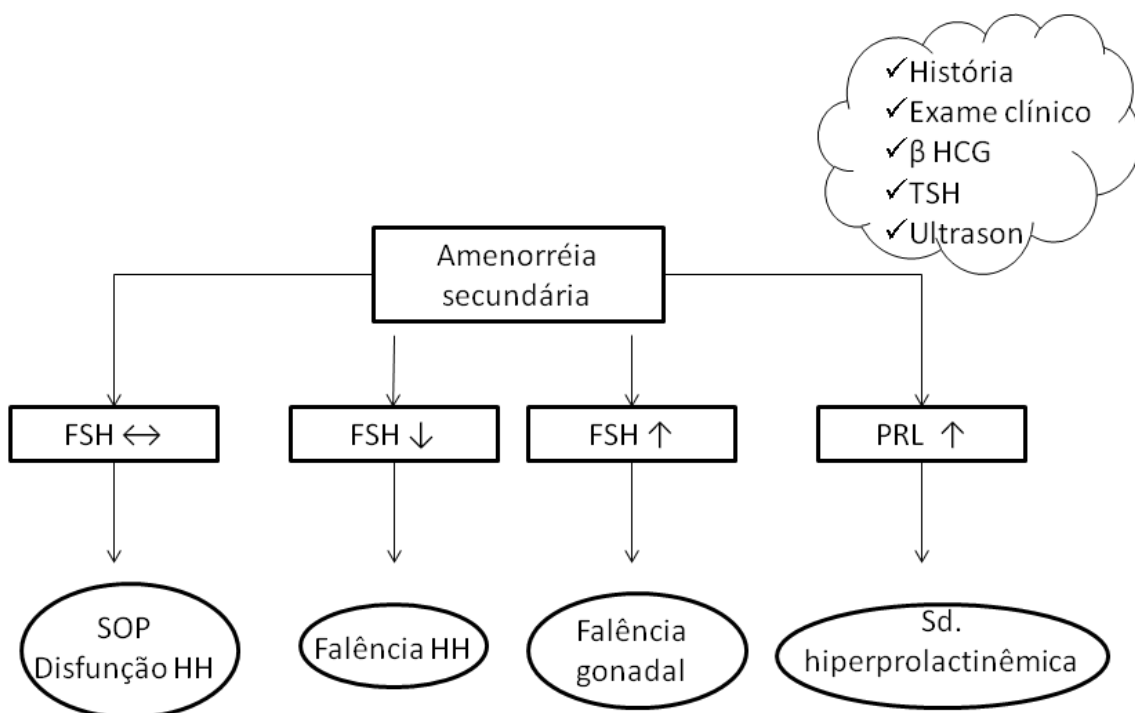 ✓História
✓Exame clínico
✓β HCG
✓TSH
✓Ultrason
Amenorréia
secundária
FSH ↔
FSH ↓
FSH ↑
PRL ↑
SOP
Disfunção HH
Falência HH
Falência
gonadal
Sd.
hiperprolactinêmica